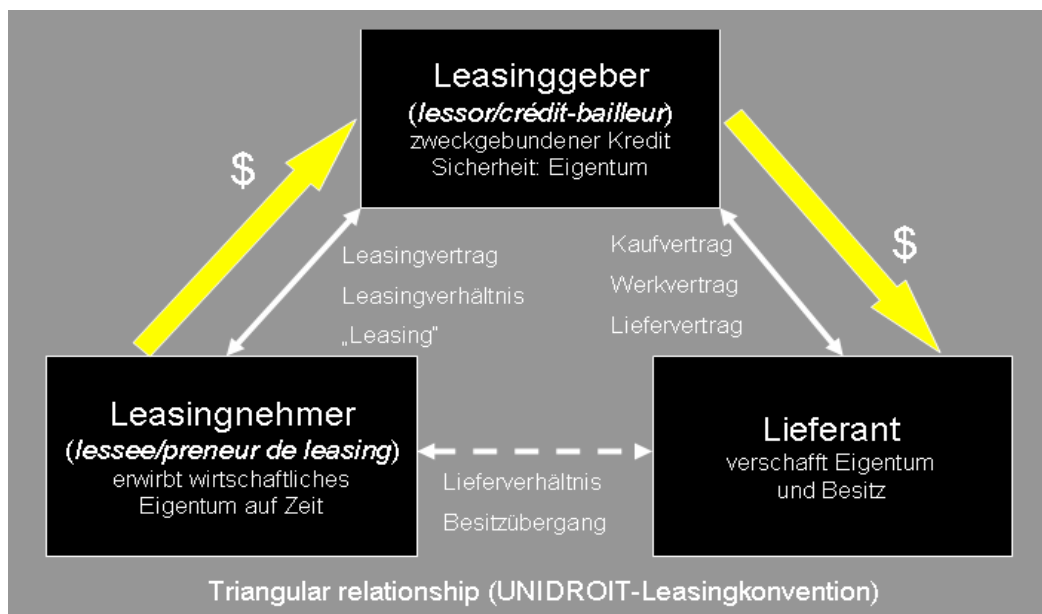 Leasinggeber
(lessor/crédit-bailleur)
zweckgebundener Kredit
Sicherheit: Eigentum
$
$
Leasingvertrag
Leasingverhältnis
„Leasing"
Kaufvertrag
Werkvertrag
Liefervertrag
Leasingnehmer
(lessee/preneur de leasing)
erwirbt wirtschaftliches
Eigentum auf Zeit
Lieferverhältnis
Besitzübergang
Lieferant
verschafft Eigentum
und Besitz
Triangular relationship (UNIDROIT-Leasingkonvention)